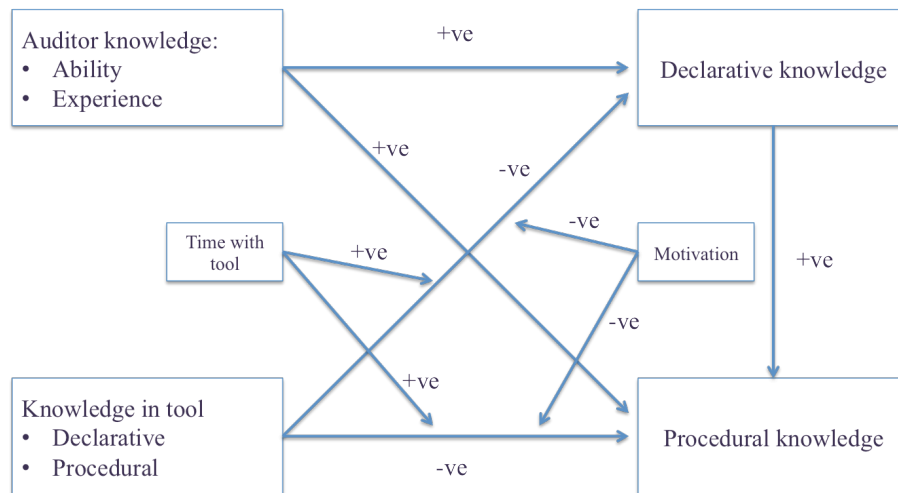 Auditor knowledge:
• Ability
• Experience
+ve
Declarative knowledge
+ve
-ve
Time with
tool
+ve
-ve
Motivation
+ve
-ve
+ve
Knowledge in tool
• Declarative
• Procedural
-ve
Procedural knowledge